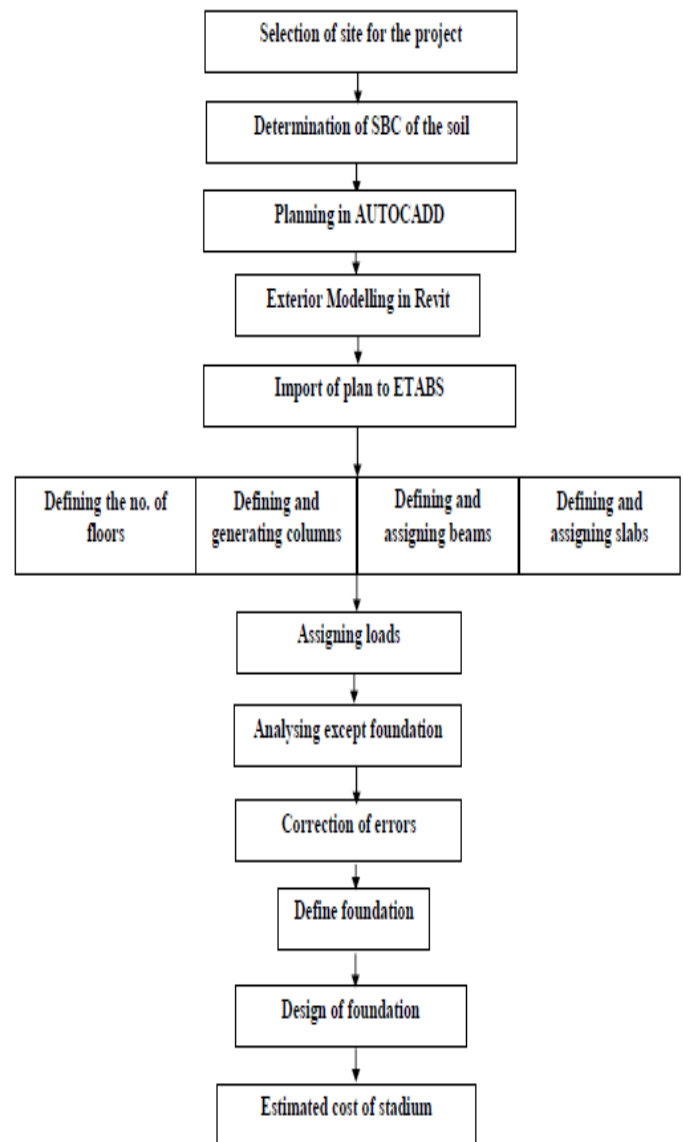 Selection of site for the project
Determination of SBC of the soil
Planning in AUTOCADD
Exterior Modelling in Revit
Import of plan to ETABS
Defining the no. of
floors
Defining and
generating columns
Defining and
assigning beams
Defining and
assigning slabs
Assigning loads
Analysing except foundation
Correction of errors
Define foundation
Design of foundation
Estimated cost of stadium